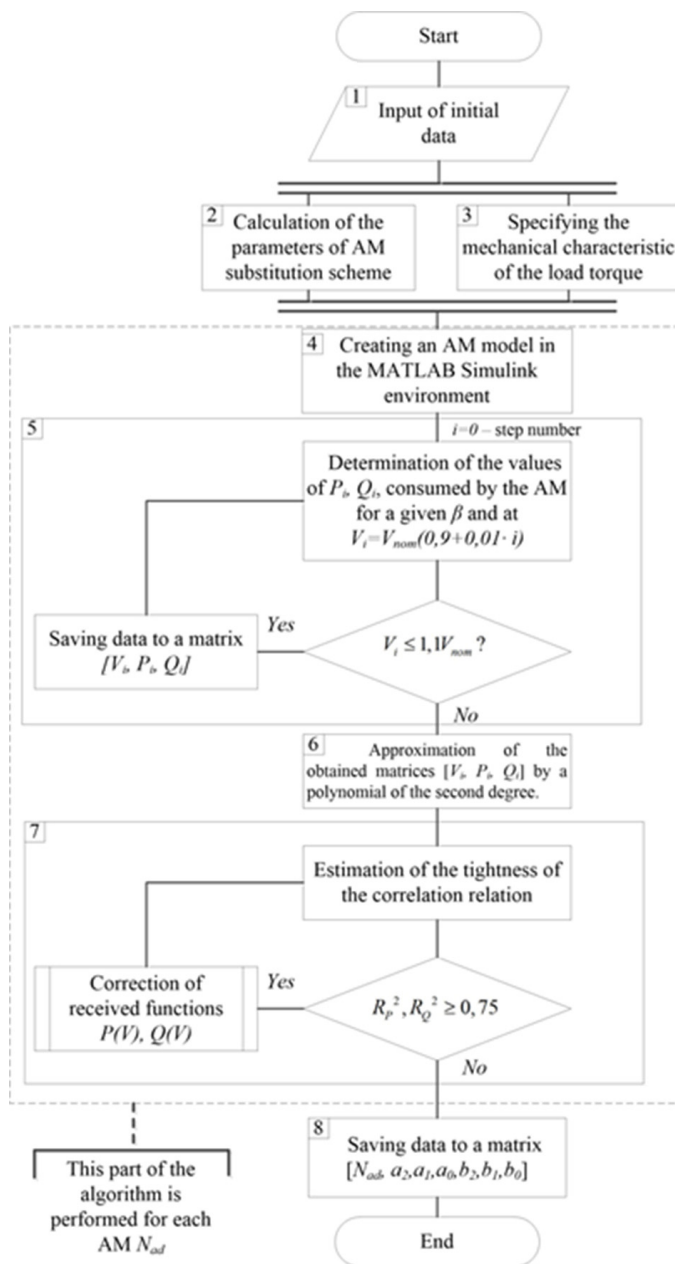 Start
1
Input of initial
data
2
Calculation of the
parameters of AM
substitution scheme
3
Specifying the
mechanical characteristic
of the load torque
4
Creating an AM model in
the MATLAB Simulink
environment
5
i=0 – step number
Determination of the values
of Pᵢ, Qᵢ, consumed by the AM
for a given β and at
Vᵢ=Vnom(0,9+0,01· i)
Saving data to a matrix
[Vᵢ, Pᵢ, Qᵢ]
Yes
Vᵢ ≤ 1,1Vnom ?
No
6
Approximation of the
obtained matrices [Vᵢ, Pᵢ, Qᵢ] by a
polynomial of the second degree.
7
Estimation of the tightness of
the correlation relation
Correction of
received functions
P(V), Q(V)
Yes
R_P², R_Q² ≥ 0,75
No
8
Saving data to a matrix
[Nad, a₂,a₁,a₀,b₂,b₁,b₀]
This part of the
algorithm is
performed for each
AM Nad
End